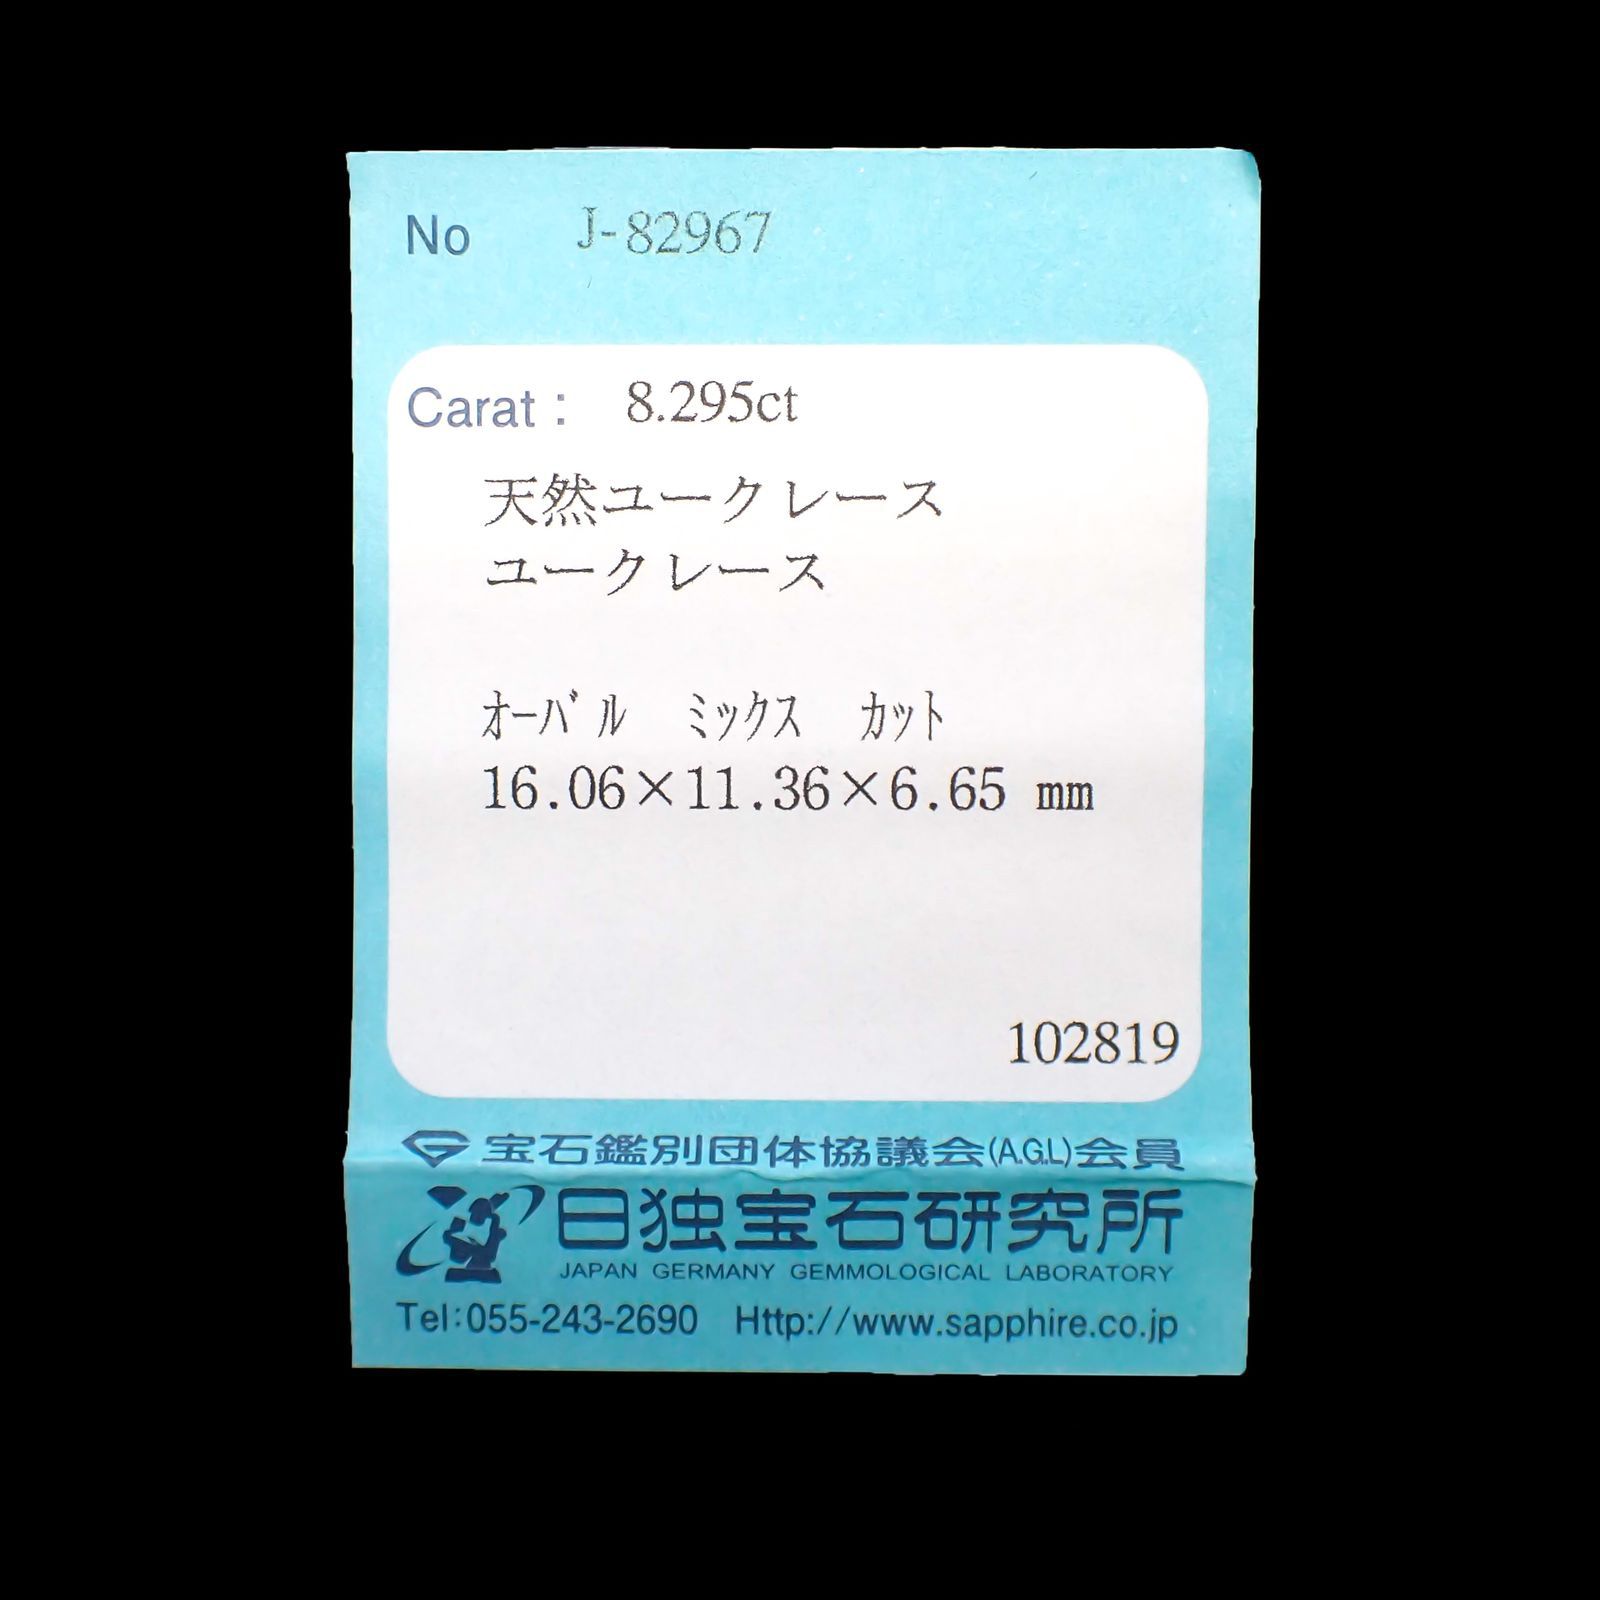 No J-82967
Carat: 8.295ct
天然ユークレース
ユークレース
ｵｰﾊﾞﾙ ﾐｯｸｽ ｶｯﾄ
16.06×11.36×6.65 mm
102819
宝石鑑別団体協議会(A.G.L)会員
日独宝石研究所
JAPAN GERMANY GEMMOLOGICAL LABORATORY
Tel:055-243-2690 Http://www.sapphire.co.jp